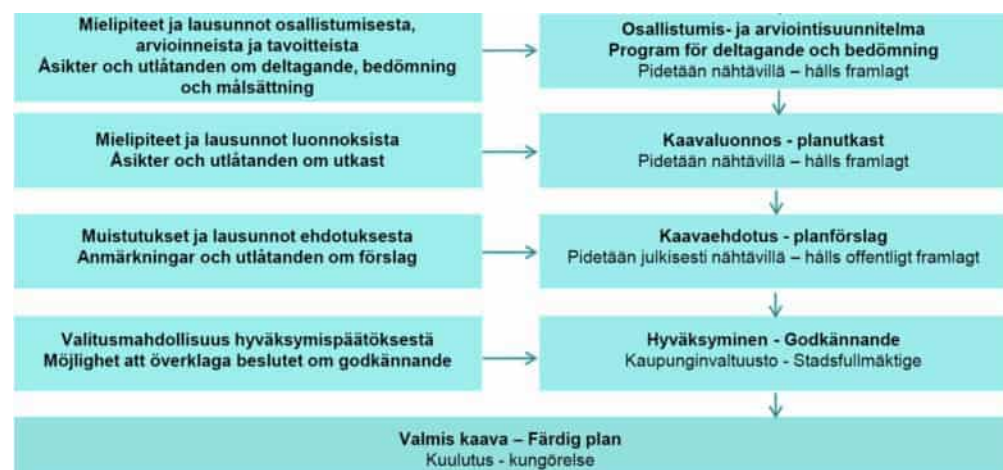 Mielipiteet ja lausunnot osallistumisesta,
arvioinneista ja tavoitteista
Åsikter och utlåtanden om deltagande, bedömning
och målsättning
Osallistumis- ja arviointisuunnitelma
Program för deltagande och bedömning
Pidetään nähtävillä – hålls framlagt
Mielipiteet ja lausunnot luonnoksista
Åsikter och utlåtanden om utkast
Kaavaluonnos - planutkast
Pidetään nähtävillä – hålls framlagt
Muistutukset ja lausunnot ehdotuksesta
Anmärkningar och utlåtanden om förslag
Kaavaehdotus - planförslag
Pidetään julkisesti nähtävillä – hålls offentligt framlagt
Valitusmahdollisuus hyväksymispäätöksestä
Möjlighet att överklaga beslutet om godkännande
Hyväksyminen - Godkännande
Kaupunginvaltuusto - Stadsfullmäktige
Valmis kaava – Färdig plan
Kuulutus - kungörelse